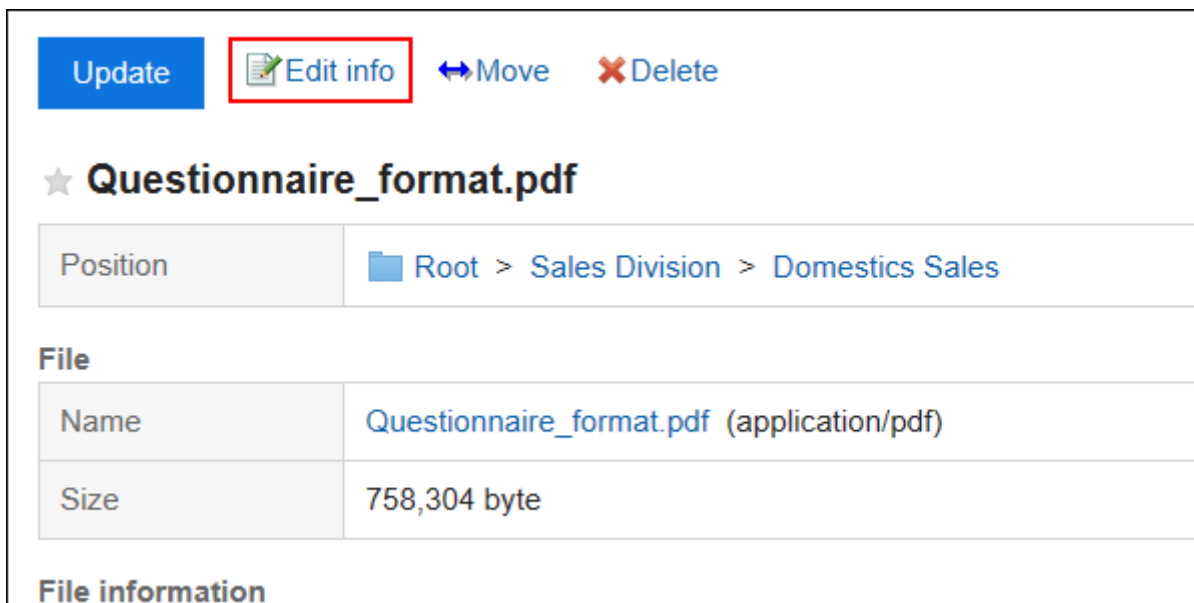 Update Edit info Move Delete
Questionnaire_format.pdf
Position Root > Sales Division > Domestics Sales
File
Name Questionnaire_format.pdf (application/pdf)
Size 758,304 byte
File information